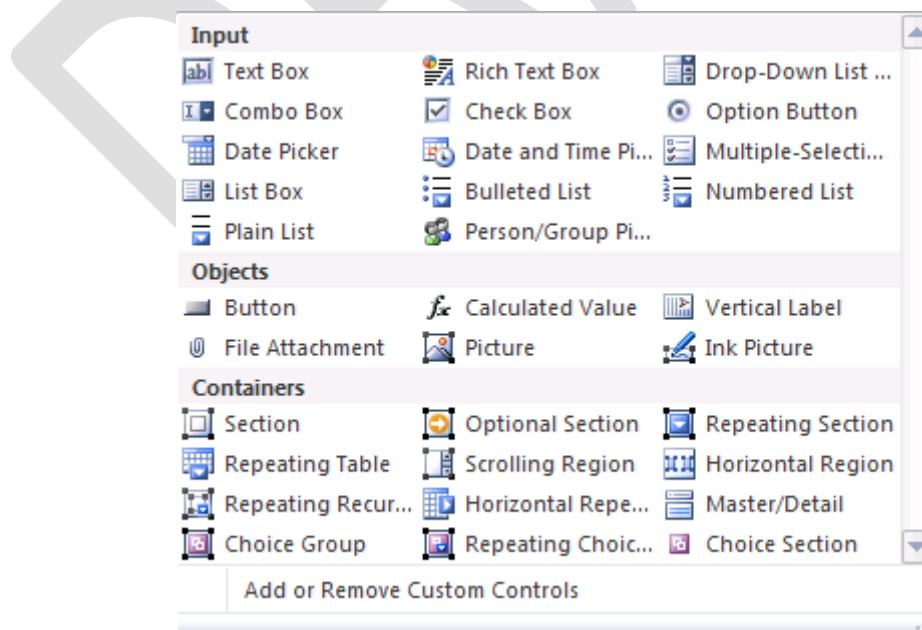 Input
Text Box Rich Text Box Drop-Down List ...
Combo Box Check Box Option Button
Date Picker Date and Time Pi... Multiple-Selecti...
List Box Bulleted List Numbered List
Plain List Person/Group Pi...
Objects
Button Calculated Value Vertical Label
File Attachment Picture Ink Picture
Containers
Section Optional Section Repeating Section
Repeating Table Scrolling Region Horizontal Region
Repeating Recur... Horizontal Repe... Master/Detail
Choice Group Repeating Choic... Choice Section
Add or Remove Custom Controls